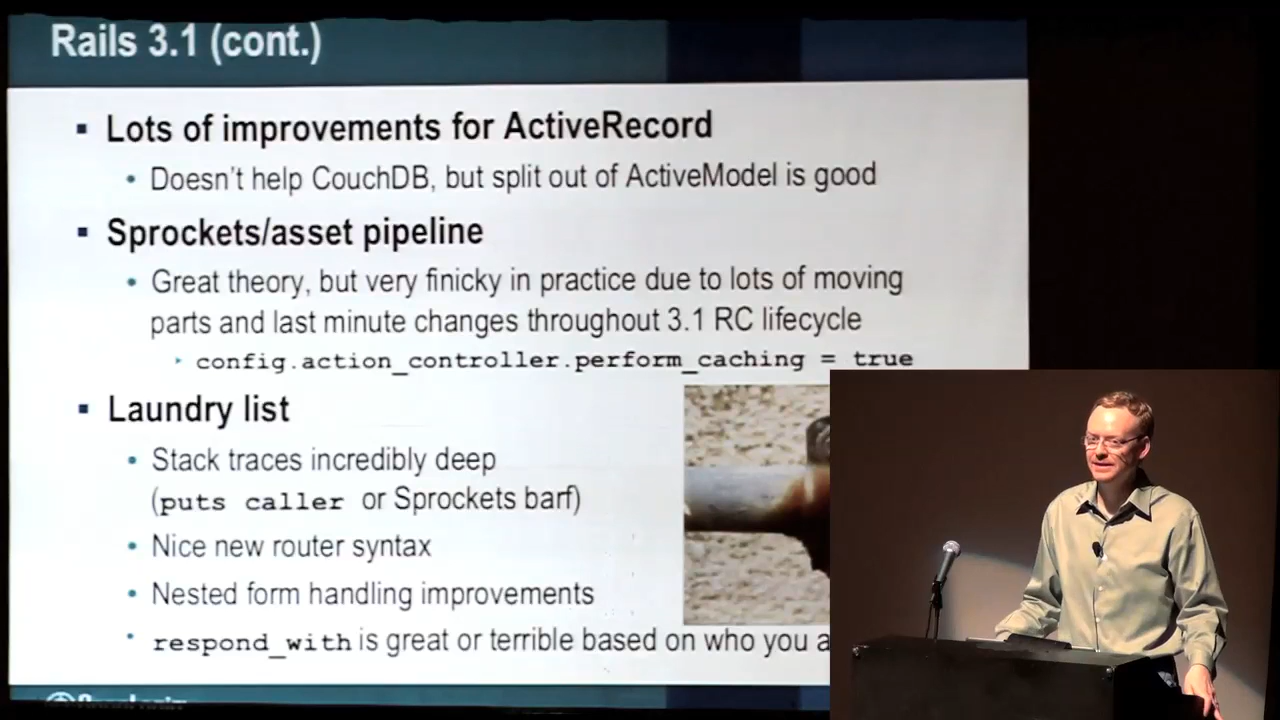 Rails 3.1 (cont.)
▪ Lots of improvements for ActiveRecord
• Doesn't help CouchDB, but split out of ActiveModel is good
▪ Sprockets/asset pipeline
• Great theory, but very finicky in practice due to lots of moving
parts and last minute changes throughout 3.1 RC lifecycle
‣ config.action_controller.perform_caching = true
▪ Laundry list
• Stack traces incredibly deep
(puts caller or Sprockets barf)
• Nice new router syntax
• Nested form handling improvements
• respond_with is great or terrible based on who you